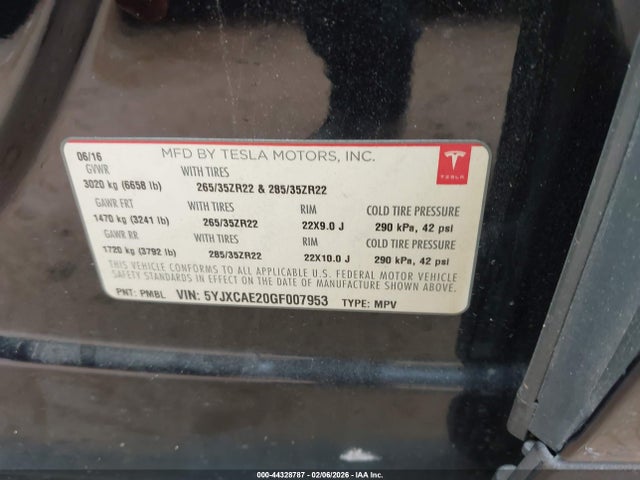 06/16 MFD BY TESLA MOTORS, INC.
GVWR WITH TIRES TESLA
3020 kg (6658 lb) 265/35ZR22 & 285/35ZR22
GAWR FRT WITH TIRES RIM COLD TIRE PRESSURE
1470 kg (3241 lb) 265/35ZR22 22X9.0 J 290 kPa, 42 psi
GAWR RR WITH TIRES RIM COLD TIRE PRESSURE
1720 kg (3792 lb) 285/35ZR22 22X10.0 J 290 kPa, 42 psi
THIS VEHICLE CONFORMS TO ALL APPLICABLE U.S. FEDERAL MOTOR VEHICLE
SAFETY STANDARDS IN EFFECT ON THE DATE OF MANUFACTURE SHOWN ABOVE.
PNT: PMBL VIN: 5YJXCAE20GF007953 TYPE: MPV
000-44328787 - 02/06/2026 - © 2026 IAA Inc.